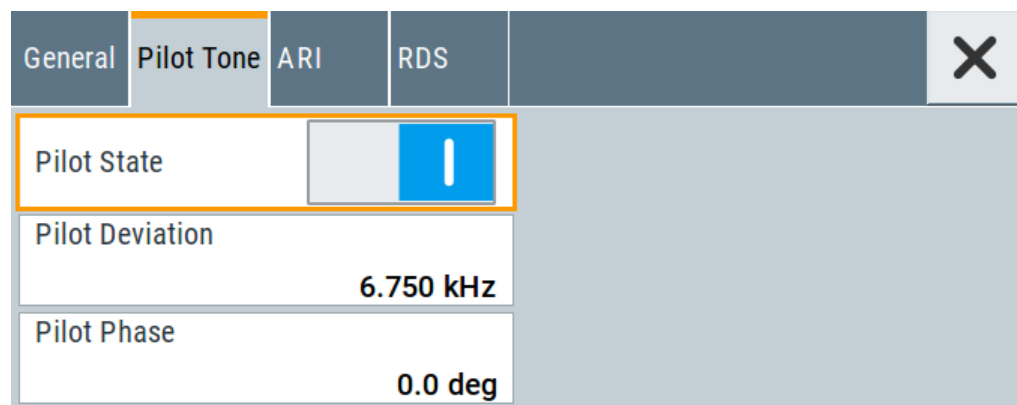 General Pilot Tone ARI RDS
Pilot State
Pilot Deviation
6.750 kHz
Pilot Phase
0.0 deg